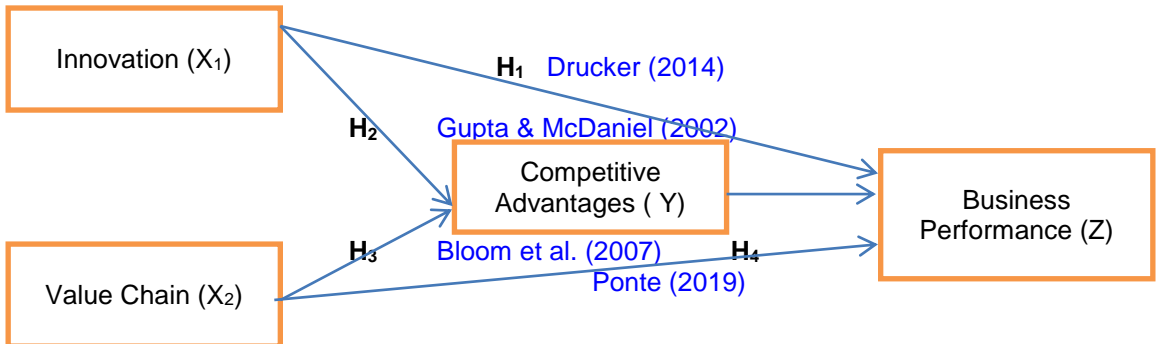 Innovation (X₁)
H₁ Drucker (2014)
H₂ Gupta & McDaniel (2002)
Competitive
Advantages ( Y)
Business
Performance (Z)
H₃ Bloom et al. (2007) H₄
Ponte (2019)
Value Chain (X₂)